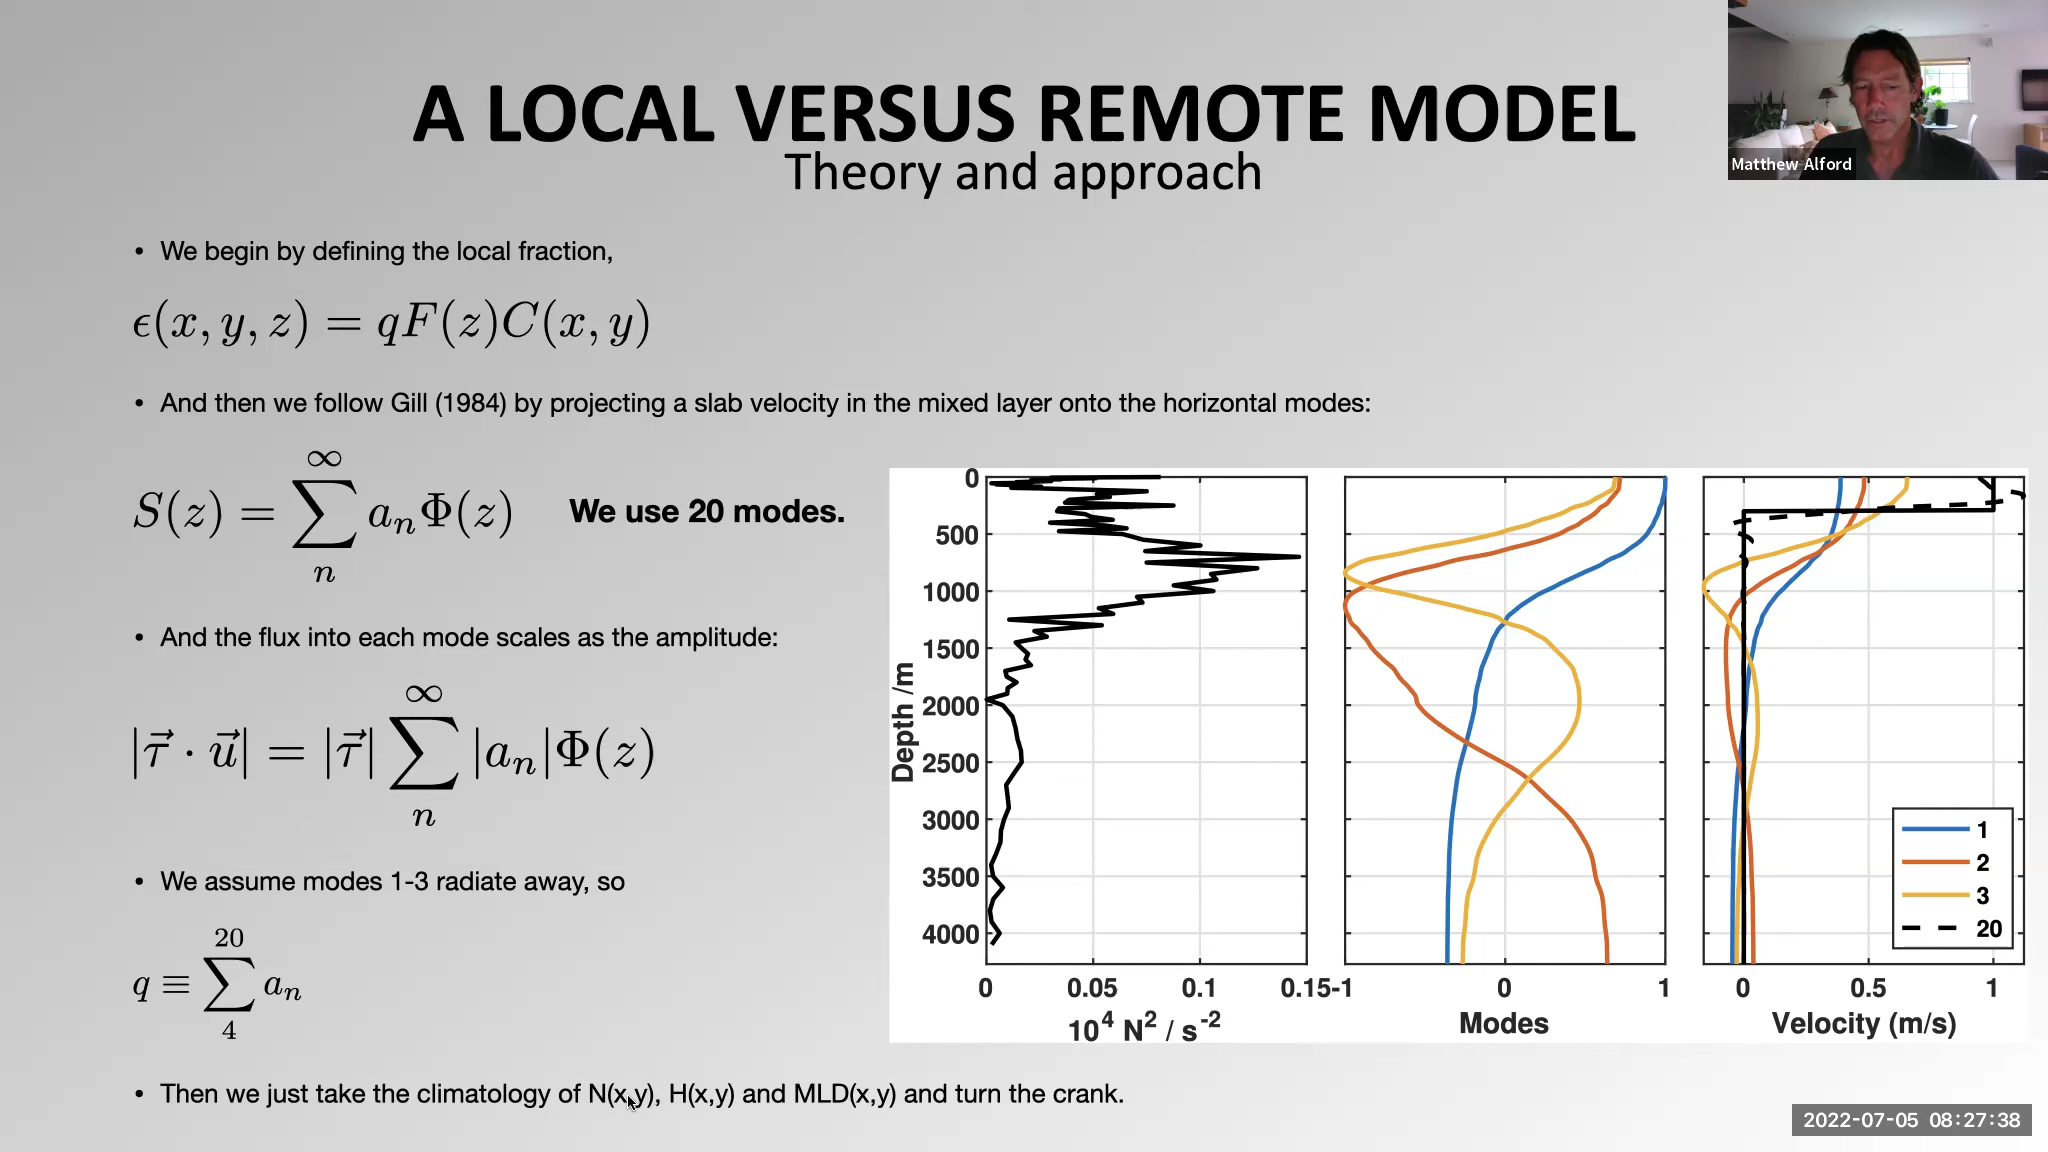 A LOCAL VERSUS REMOTE MODEL
Theory and approach
Matthew Alford
• We begin by defining the local fraction,
ϵ(x, y, z) = qF(z)C(x, y)
• And then we follow Gill (1984) by projecting a slab velocity in the mixed layer onto the horizontal modes:
∞
S(z) = ∑ aₙΦ(z) We use 20 modes.
n
• And the flux into each mode scales as the amplitude:
∞
|τ⃗ · u⃗| = |τ⃗| ∑ |aₙ|Φ(z)
n
• We assume modes 1-3 radiate away, so
20
q ≡ ∑ aₙ
4
• Then we just take the climatology of N(x,y), H(x,y) and MLD(x,y) and turn the crank.
0
500
1000
1500
2000
2500
3000
3500
4000
Depth /m
0 0.05 0.1 0.15
10⁴ N² / s⁻²
-1 0 1
Modes
0 0.5 1
Velocity (m/s)
1
2
3
20
2022-07-05 08:27:38